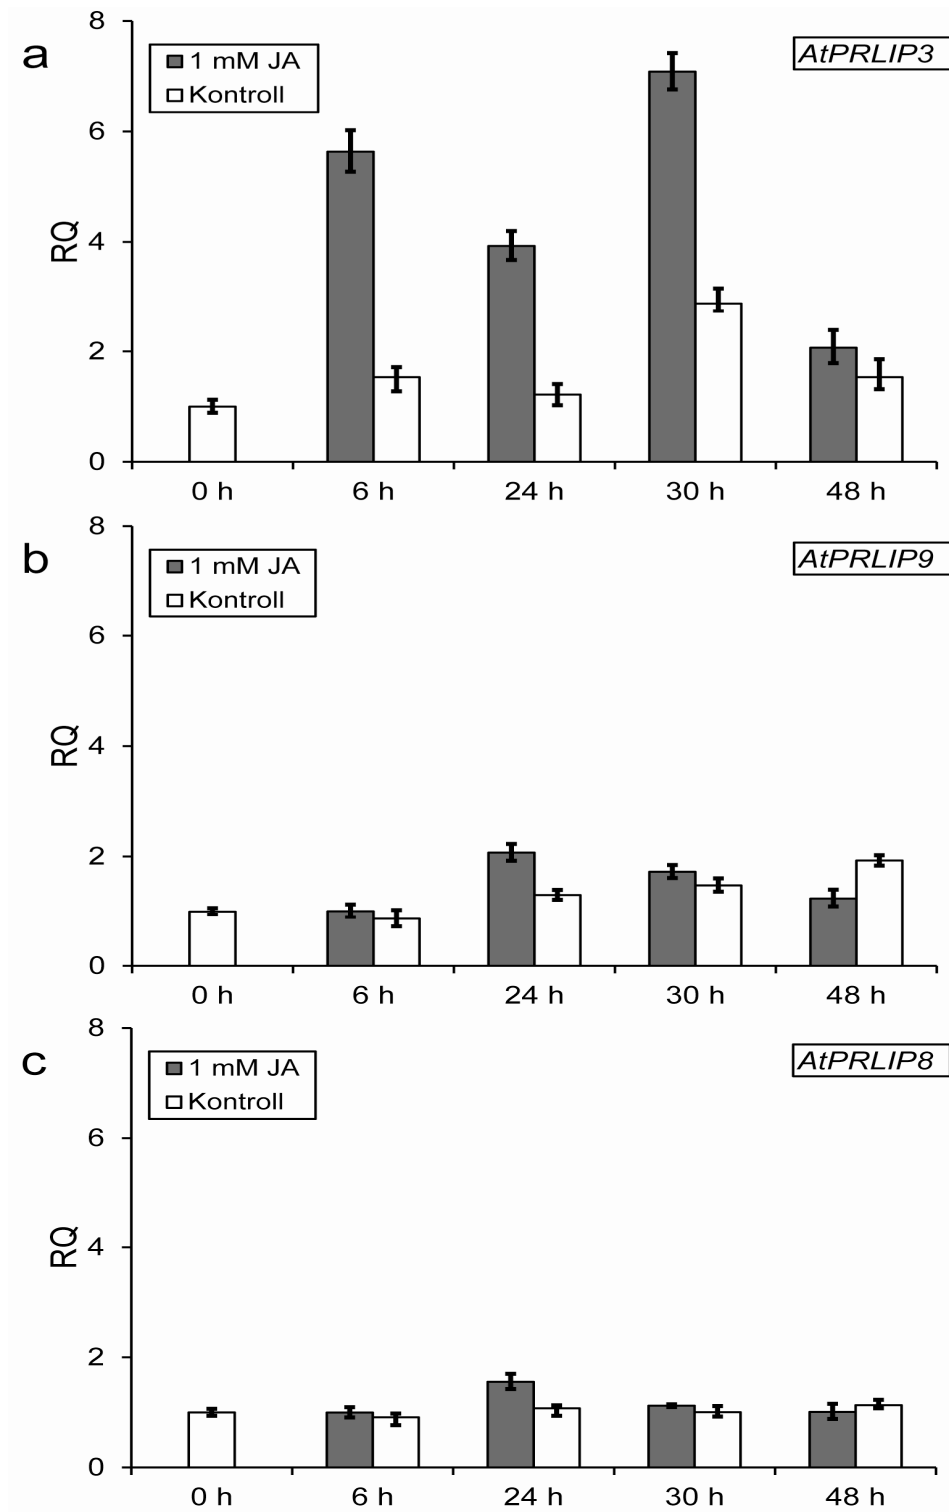 a
8
1 mM JA
Kontroll
AtPRLIP3
6
RQ
4
2
0
0 h 6 h 24 h 30 h 48 h
b
8
1 mM JA
Kontroll
AtPRLIP9
6
RQ
4
2
0
0 h 6 h 24 h 30 h 48 h
c
8
1 mM JA
Kontroll
AtPRLIP8
6
RQ
4
2
0
0 h 6 h 24 h 30 h 48 h